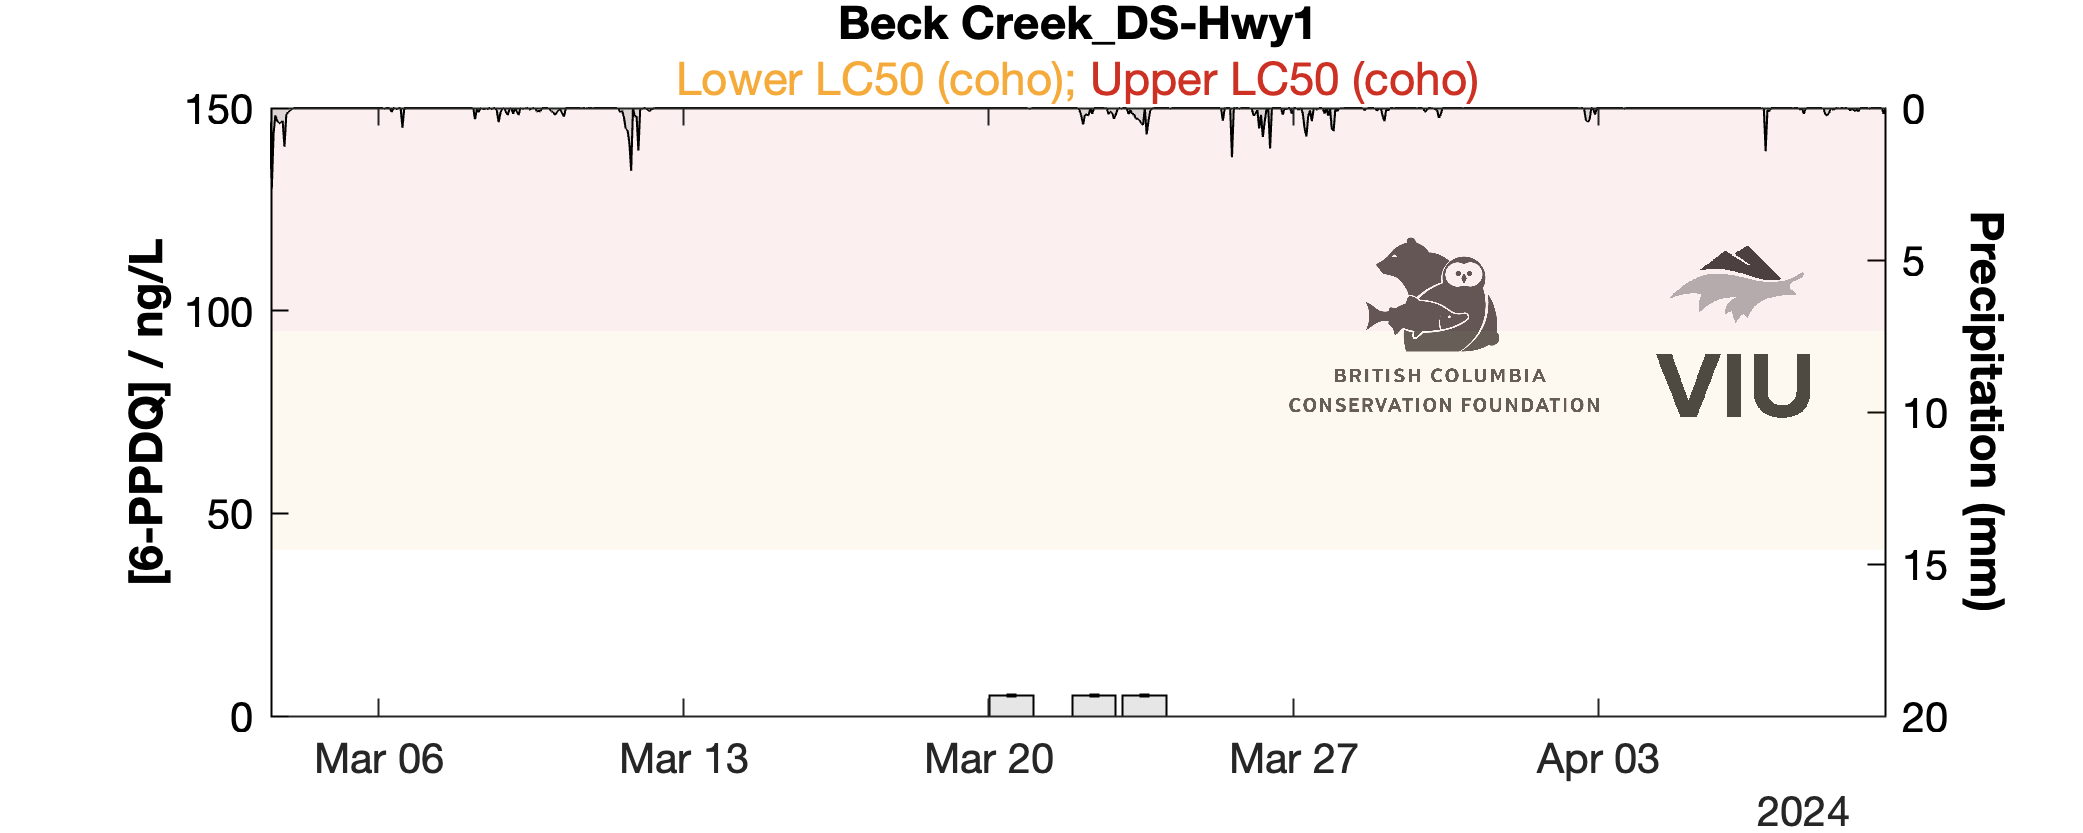 Beck Creek_DS-Hwy1
Lower LC50 (coho); Upper LC50 (coho)
150
100
50
0
[6-PPDQ] / ng/L
0
5
10
15
20
Precipitation (mm)
BRITISH COLUMBIA
CONSERVATION FOUNDATION
VIU
Mar 06
Mar 13
Mar 20
Mar 27
Apr 03
2024